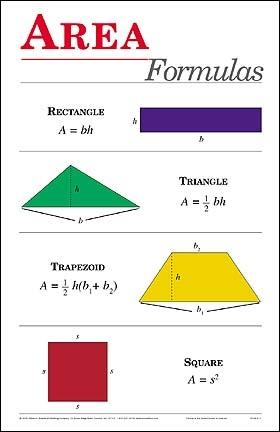 AREA
Formulas
RECTANGLE
A = bh
h
b
TRIANGLE
A = ½ bh
h
b
TRAPEZOID
A = ½ h(b₁+ b₂)
b₂
h
b₁
SQUARE
A = s²
s
s
s
s